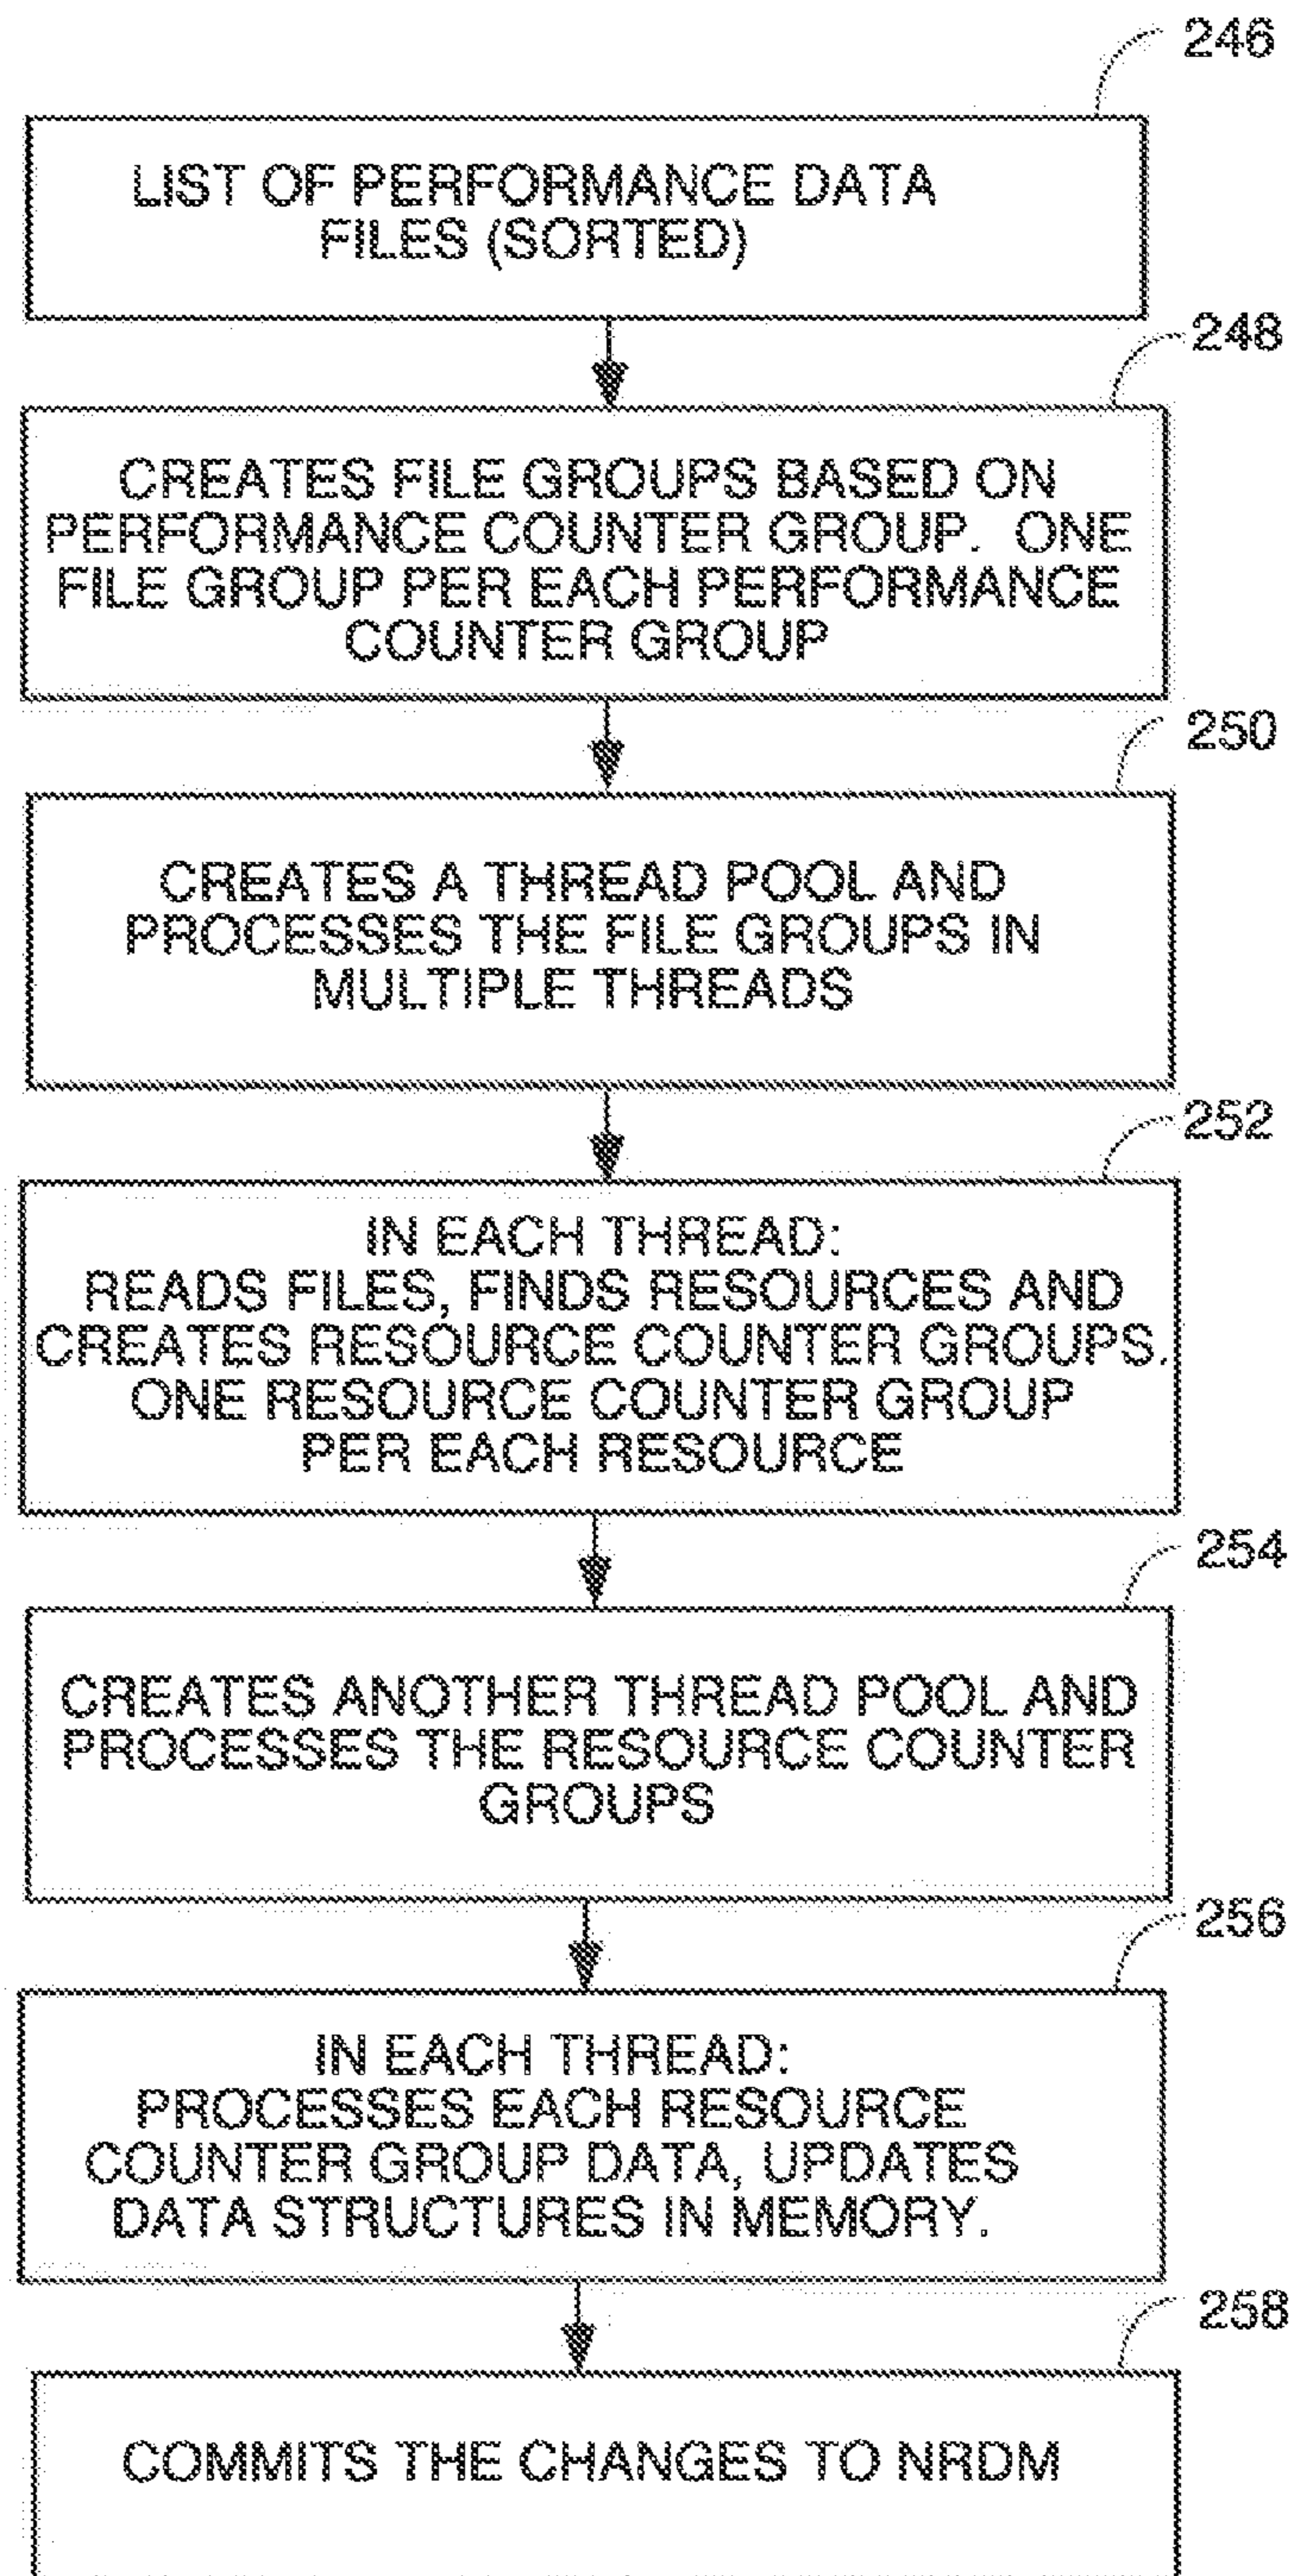 246
LIST OF PERFORMANCE DATA
FILES (SORTED)
248
CREATES FILE GROUPS BASED ON
PERFORMANCE COUNTER GROUP. ONE
FILE GROUP PER EACH PERFORMANCE
COUNTER GROUP
250
CREATES A THREAD POOL AND
PROCESSES THE FILE GROUPS IN
MULTIPLE THREADS
252
IN EACH THREAD:
READS FILES, FINDS RESOURCES AND
CREATES RESOURCE COUNTER GROUPS.
ONE RESOURCE COUNTER GROUP
PER EACH RESOURCE
254
CREATES ANOTHER THREAD POOL AND
PROCESSES THE RESOURCE COUNTER
GROUPS
256
IN EACH THREAD:
PROCESSES EACH RESOURCE
COUNTER GROUP DATA, UPDATES
DATA STRUCTURES IN MEMORY.
258
COMMITS THE CHANGES TO NRDM